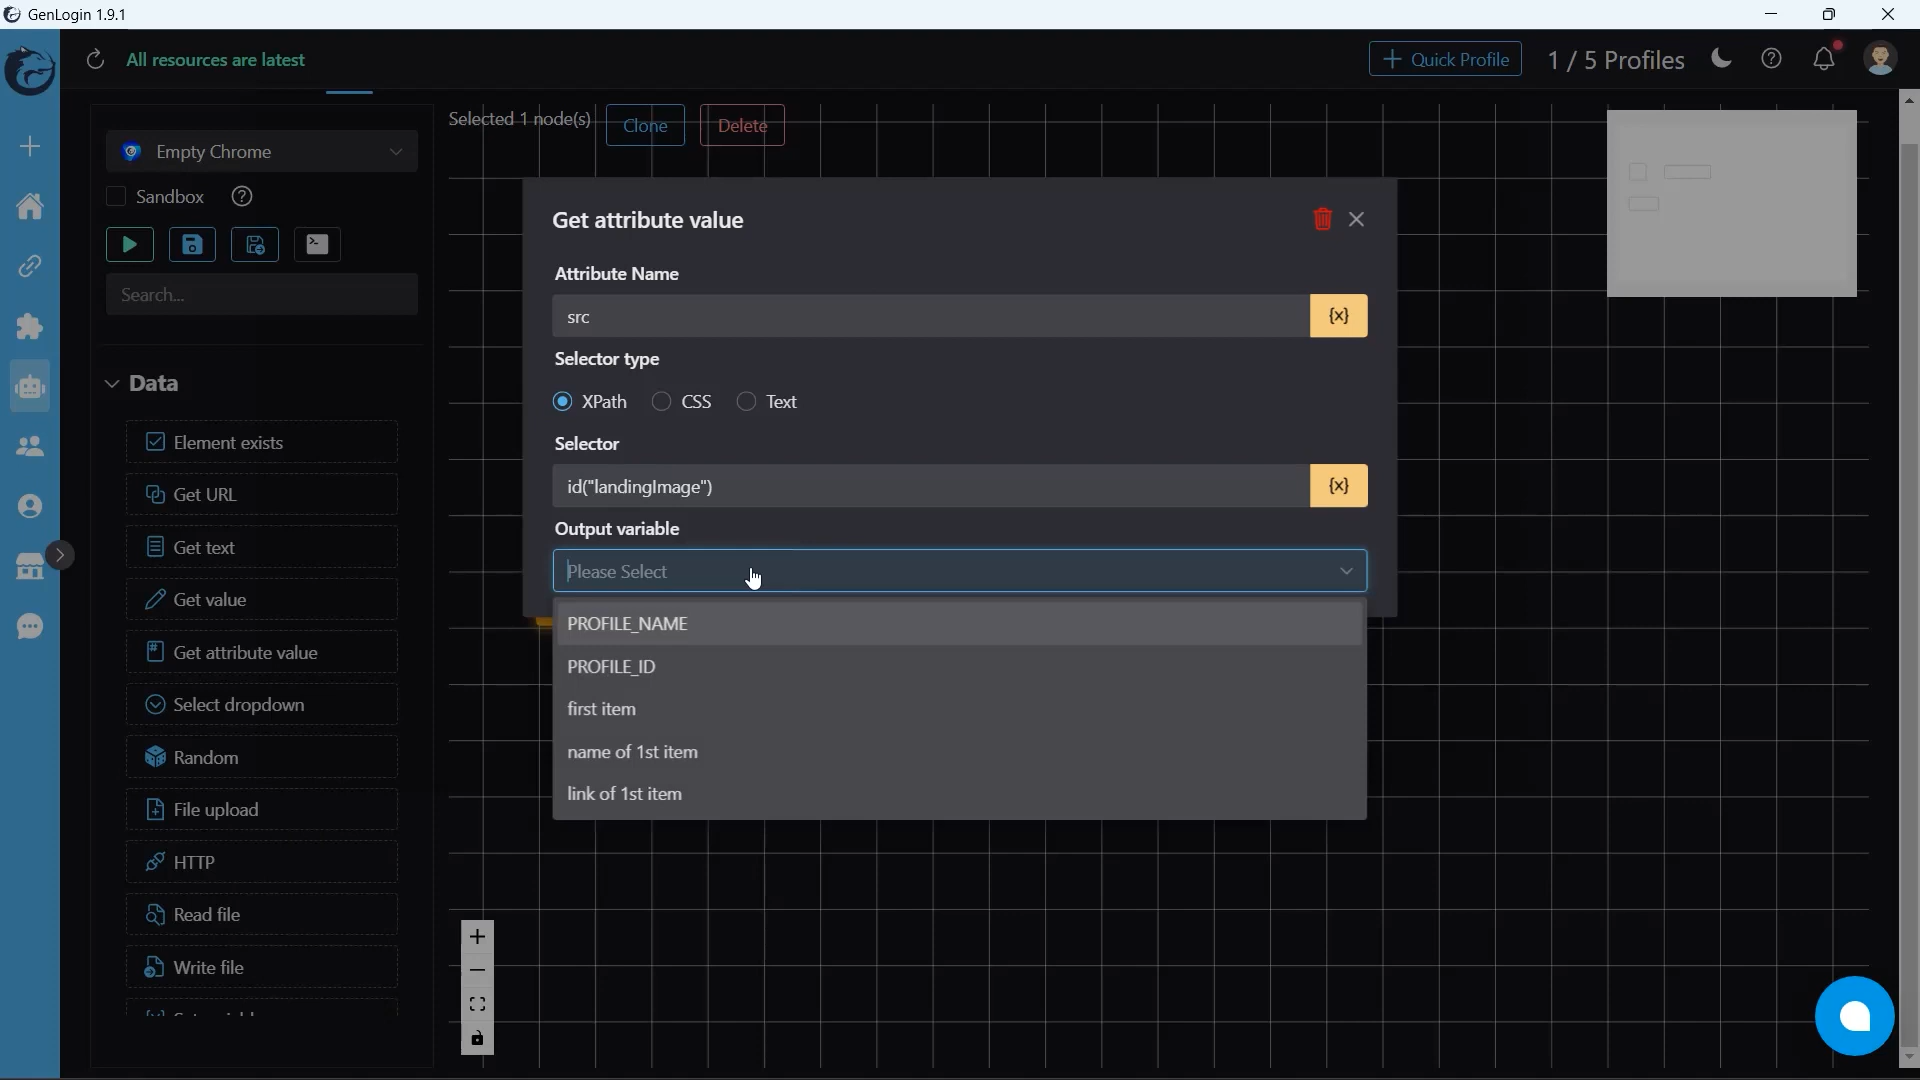 GenLogin 1.9.1
All resources are latest
Quick Profile
1 / 5 Profiles
Empty Chrome
Sandbox
Search...
Data
Element exists
Get URL
Get text
Get value
Get attribute value
Select dropdown
Random
File upload
HTTP
Read file
Write file
Selected 1 node(s)
Clone
Delete
Get attribute value
Attribute Name
src
{x}
Selector type
XPath
CSS
Text
Selector
id("landingImage")
{x}
Output variable
Please Select
PROFILE_NAME
PROFILE_ID
first item
name of 1st item
link of 1st item